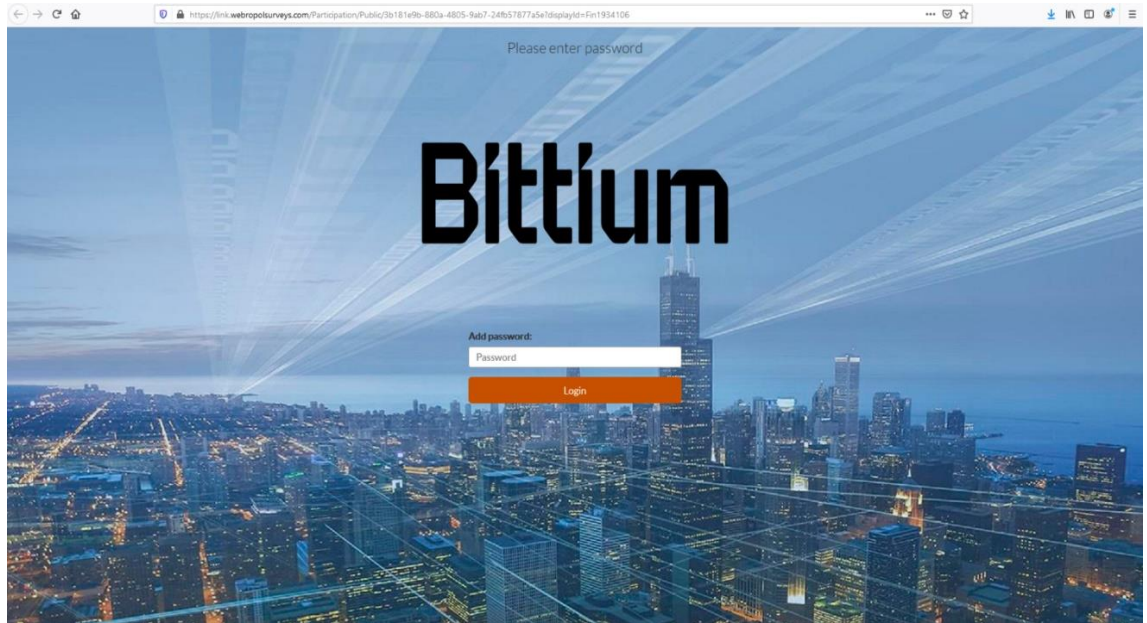 https://link.webropolsurveys.com/Participation/Public/3b181e9b-880a-4805-9ab7-24fb57877a5e?displayId=Fin1934106
Please enter password
Bittium
Add password:
Password
Login